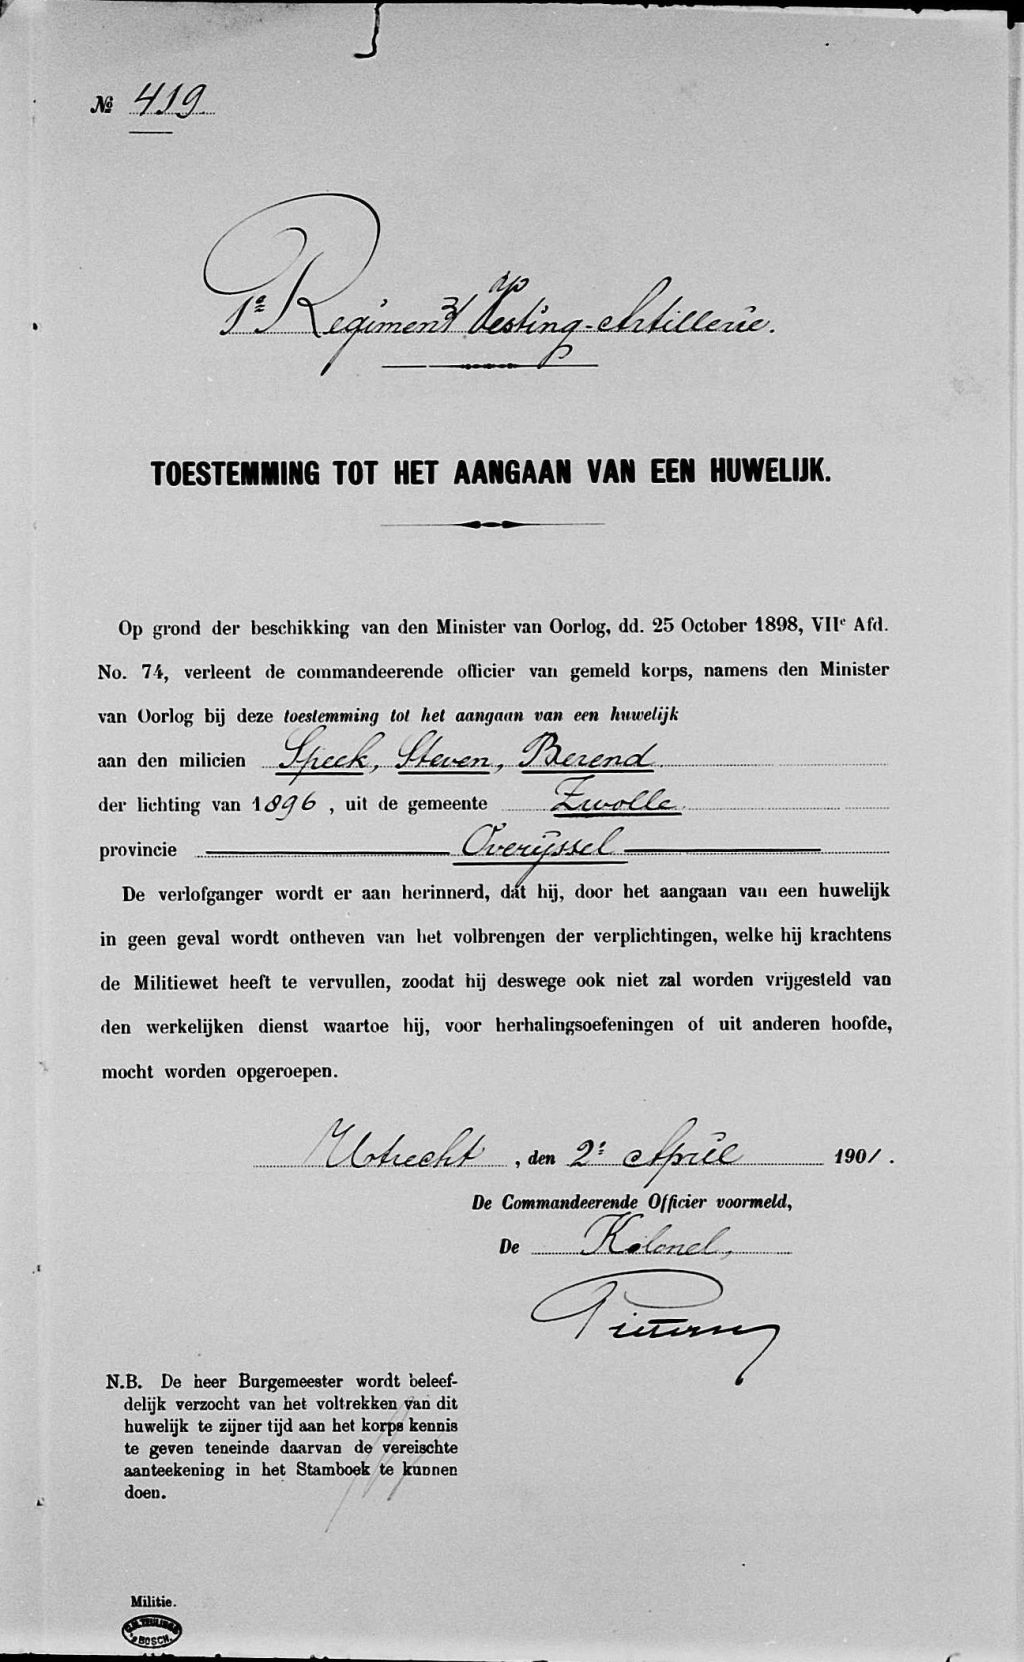 № 419.
1e Regiment Vesting-Artillerie.
TOESTEMMING TOT HET AANGAAN VAN EEN HUWELIJK.
Op grond der beschikking van den Minister van Oorlog, dd. 25 October 1898, VIIe Afd.
No. 74, verleent de commandeerende officier van gemeld korps, namens den Minister
van Oorlog bij deze toestemming tot het aangaan van een huwelijk
aan den milicien Speek, Steven, Berend
der lichting van 1896, uit de gemeente Zwolle
provincie Overijssel
De verlofganger wordt er aan herinnerd, dat hij, door het aangaan van een huwelijk
in geen geval wordt ontheven van het volbrengen der verplichtingen, welke hij krachtens
de Militiewet heeft te vervullen, zoodat hij deswege ook niet zal worden vrijgesteld van
den werkelijken dienst waartoe hij, voor herhalingsoefeningen of uit anderen hoofde,
mocht worden opgeroepen.
Utrecht, den 2e April 1901.
De Commandeerende Officier voormeld,
De Kolonel,
N.B. De heer Burgemeester wordt beleef-
delijk verzocht van het voltrekken van dit
huwelijk te zijner tijd aan het korps kennis
te geven teneinde daarvan de vereischte
aanteekening in het Stamboek te kunnen
doen.
Militie.
'S BOSCH.